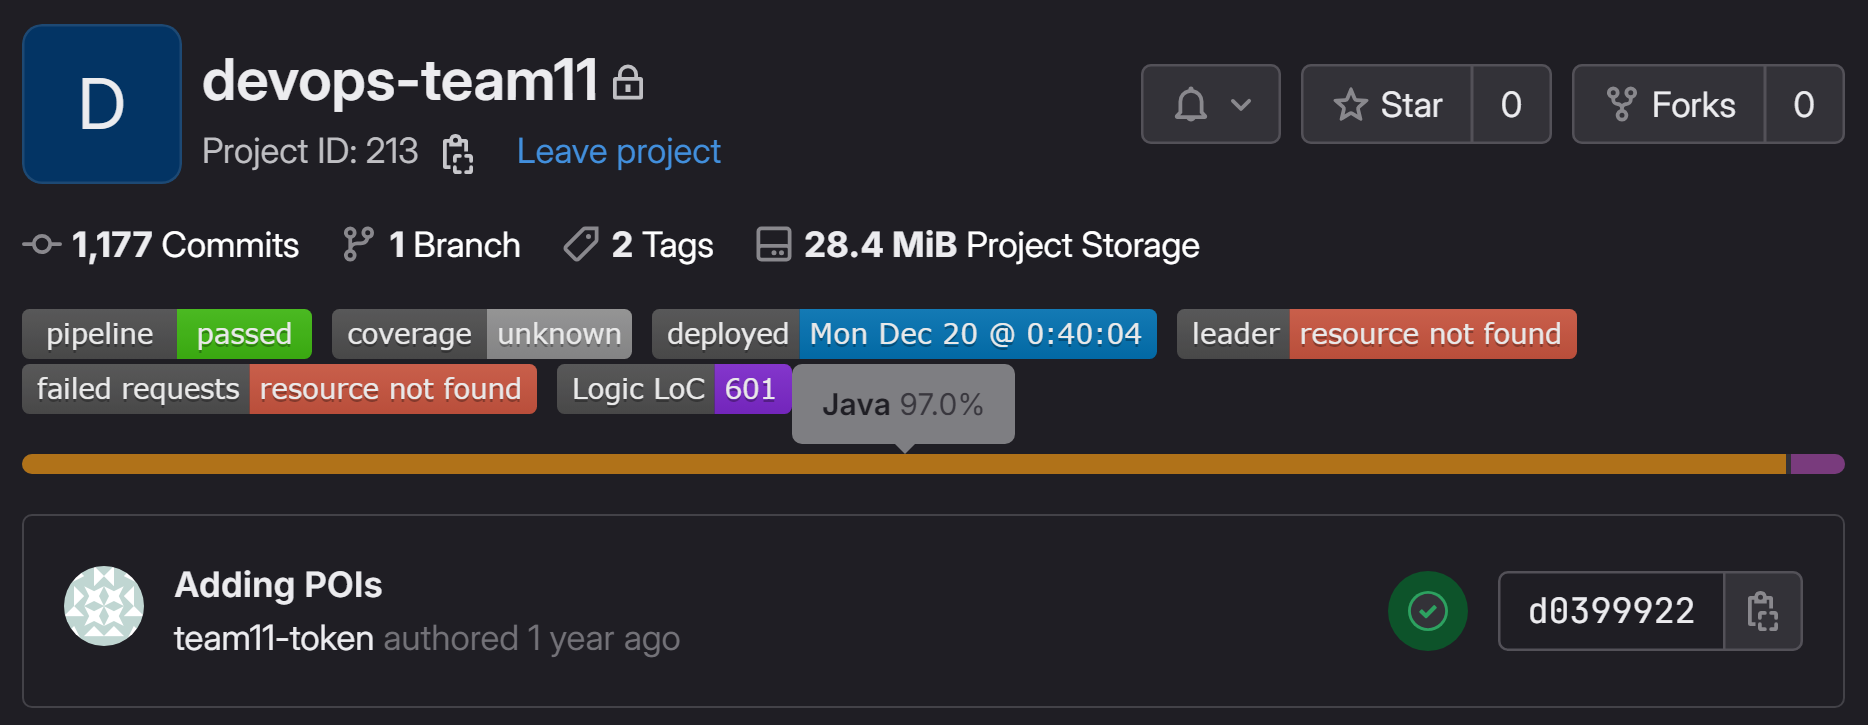 D
devops-team11
Project ID: 213 Leave project
Star 0
Forks 0
1,177 Commits 1 Branch 2 Tags 28.4 MiB Project Storage
pipeline passed coverage unknown deployed Mon Dec 20 @ 0:40:04 leader resource not found
failed requests resource not found Logic LoC 601
Java 97.0%
Adding POIs
team11-token authored 1 year ago
d0399922